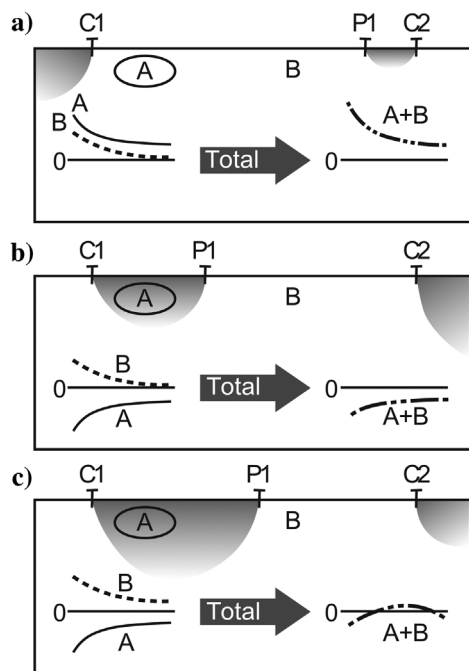 a) C1 P1 C2
A B
A
B A+B
0 Total 0
b) C1 P1 C2
A B
B
0 Total 0
A A+B
c) C1 P1 C2
A B
B
0 Total 0
A A+B